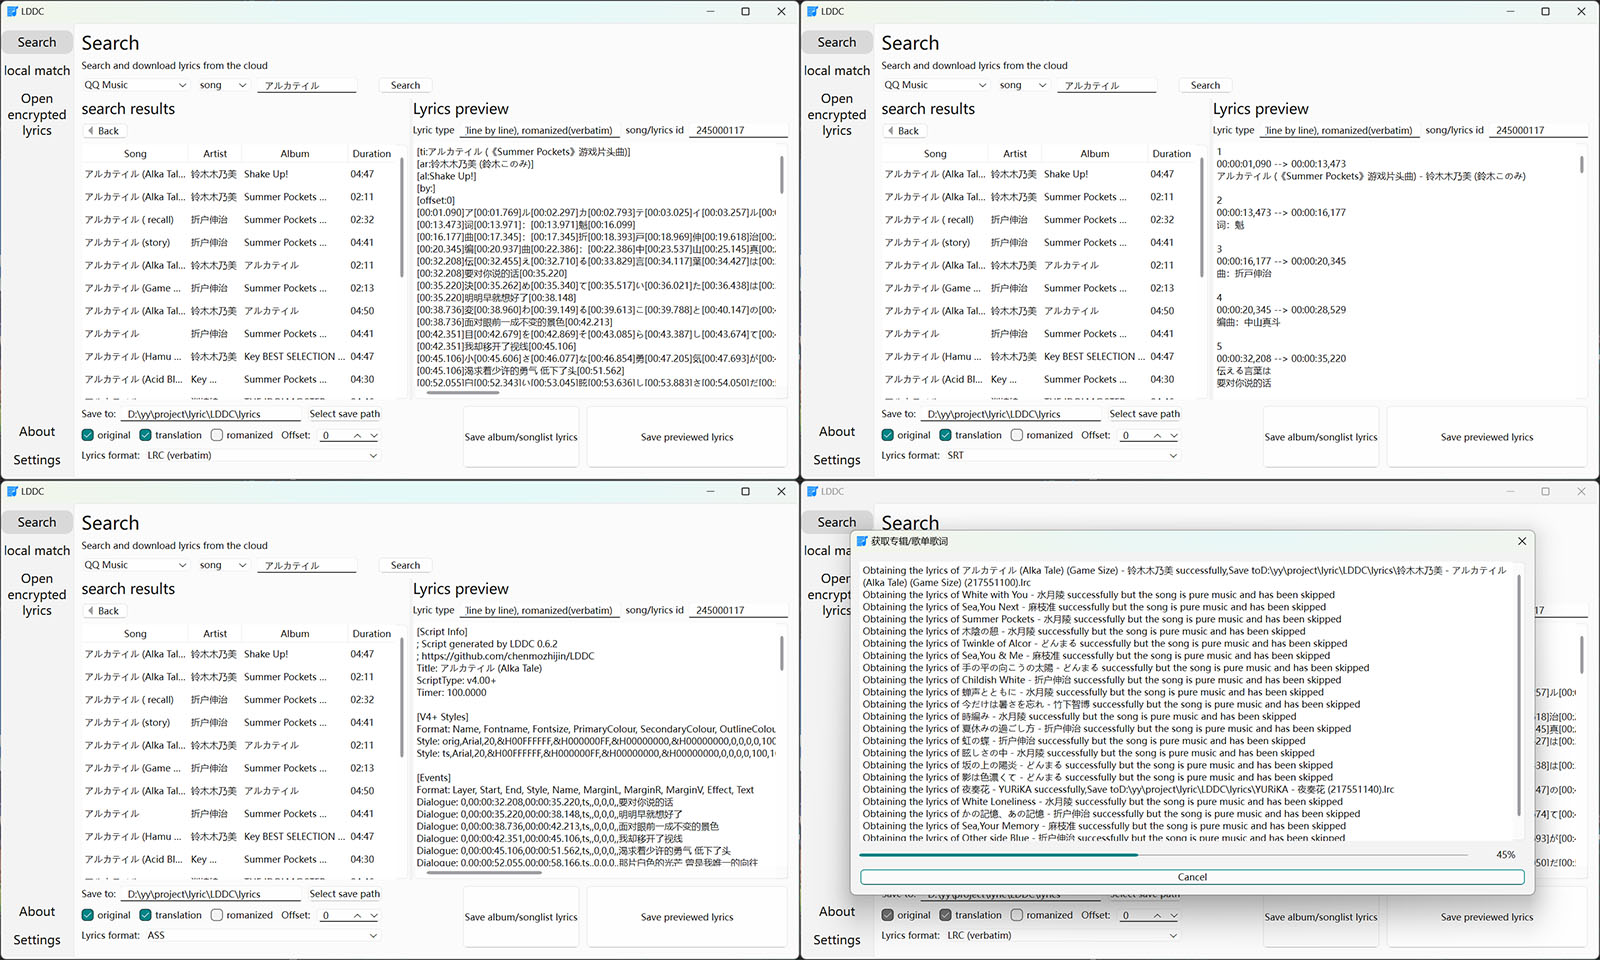 LDDC
Search
local match
Open
encrypted
lyrics
About
Settings
Search
Search and download lyrics from the cloud
QQ Music song アルカテイル Search
search results
Back
Song Artist Album Duration
アルカテイル (Alka Tal... 铃木木乃美 Shake Up! 04:47
アルカテイル (Alka Tal... 铃木木乃美 Summer Pockets ... 02:11
アルカテイル ( recall) 折户伸治 Summer Pockets ... 02:32
アルカテイル (story) 折户伸治 Summer Pockets ... 04:41
アルカテイル (Alka Tal... 铃木木乃美 アルカテイル 02:11
アルカテイル (Game ... 折户伸治 Summer Pockets ... 02:13
アルカテイル (Alka Tal... 铃木木乃美 アルカテイル 04:50
アルカテイル 折户伸治 Summer Pockets ... 04:41
アルカテイル (Hamu ... 铃木木乃美 Key BEST SELECTION ... 04:47
アルカテイル (Acid Bl... Key ... Summer Pockets ... 04:30
Lyrics preview
Lyric type line by line), romanized(verbatim) song/lyrics id 245000117
[ti:アルカテイル (《Summer Pockets》游戏片头曲)]
[ar:铃木木乃美 (鈴木このみ)]
[al:Shake Up!]
[by:]
[offset:0]
[00:01.090]ア[00:01.769]ル[00:02.297]カ[00:02.793]テ[00:03.025]イ[00:03.257]ル[00:
[00:13.473]词[00:13.971]：[00:13.971]魁[00:16.099]
[00:16.177]曲[00:17.345]：[00:17.345]折[00:18.393]戸[00:18.969]伸[00:19.618]治[00:
[00:20.345]编[00:20.937]曲[00:22.386]：[00:22.386]中[00:23.537]山[00:25.145]真[00:
[00:32.208]伝[00:32.455]え[00:32.710]る[00:33.829]言[00:34.117]葉[00:34.427]は[00:
[00:32.208]要对你说的话[00:35.220]
[00:35.220]決[00:35.262]め[00:35.340]て[00:35.517]い[00:36.021]た[00:36.438]は[00:
[00:35.220]明明早就想好了[00:38.148]
[00:38.736]変[00:38.960]わ[00:39.149]る[00:39.613]こ[00:39.788]と[00:40.147]の[00:
[00:38.736]面对眼前一成不变的景色[00:42.213]
[00:42.351]目[00:42.679]を[00:42.869]そ[00:43.085]ら[00:43.387]し[00:43.674]て[00:
[00:42.351]我却移开了视线[00:45.106]
[00:45.106]小[00:45.606]さ[00:46.077]な[00:46.854]勇[00:47.205]気[00:47.693]が[00:
[00:45.106]渴求着少许的勇气 低下了头[00:51.562]
[00:52.055]白[00:52.343]い[00:53.045]眩[00:53.636]し[00:53.883]さ[00:54.050]だ[00:
Save to: D:\yy\project\lyric\LDDC\lyrics Select save path
original translation romanized Offset: 0
Lyrics format: LRC (verbatim)
Save album/songlist lyrics
Save previewed lyrics
LDDC
Search
local match
Open
encrypted
lyrics
About
Settings
Search
Search and download lyrics from the cloud
QQ Music song アルカテイル Search
search results
Back
Song Artist Album Duration
アルカテイル (Alka Tal... 铃木木乃美 Shake Up! 04:47
アルカテイル (Alka Tal... 铃木木乃美 Summer Pockets ... 02:11
アルカテイル ( recall) 折户伸治 Summer Pockets ... 02:32
アルカテイル (story) 折户伸治 Summer Pockets ... 04:41
アルカテイル (Alka Tal... 铃木木乃美 アルカテイル 02:11
アルカテイル (Game ... 折户伸治 Summer Pockets ... 02:13
アルカテイル (Alka Tal... 铃木木乃美 アルカテイル 04:50
アルカテイル 折户伸治 Summer Pockets ... 04:41
アルカテイル (Hamu ... 铃木木乃美 Key BEST SELECTION ... 04:47
アルカテイル (Acid Bl... Key ... Summer Pockets ... 04:30
Lyrics preview
Lyric type line by line), romanized(verbatim) song/lyrics id 245000117
1
00:00:01,090 --> 00:00:13,473
アルカテイル (《Summer Pockets》游戏片头曲) - 铃木木乃美 (鈴木このみ)
2
00:00:13,473 --> 00:00:16,177
词：魁
3
00:00:16,177 --> 00:00:20,345
曲：折戸伸治
4
00:00:20,345 --> 00:00:28,529
编曲：中山真斗
5
00:00:32,208 --> 00:00:35,220
伝える言葉は
要对你说的话
Save to: D:\yy\project\lyric\LDDC\lyrics Select save path
original translation romanized Offset: 0
Lyrics format: SRT
Save album/songlist lyrics
Save previewed lyrics
LDDC
Search
local match
Open
encrypted
lyrics
About
Settings
Search
Search and download lyrics from the cloud
QQ Music song アルカテイル Search
search results
Back
Song Artist Album Duration
アルカテイル (Alka Tal... 铃木木乃美 Shake Up! 04:47
アルカテイル (Alka Tal... 铃木木乃美 Summer Pockets ... 02:11
アルカテイル ( recall) 折户伸治 Summer Pockets ... 02:32
アルカテイル (story) 折户伸治 Summer Pockets ... 04:41
アルカテイル (Alka Tal... 铃木木乃美 アルカテイル 02:11
アルカテイル (Game ... 折户伸治 Summer Pockets ... 02:13
アルカテイル (Alka Tal... 铃木木乃美 アルカテイル 04:50
アルカテイル 折户伸治 Summer Pockets ... 04:41
アルカテイル (Hamu ... 铃木木乃美 Key BEST SELECTION ... 04:47
アルカテイル (Acid Bl... Key ... Summer Pockets ... 04:30
Lyrics preview
Lyric type line by line), romanized(verbatim) song/lyrics id 245000117
[Script Info]
; Script generated by LDDC 0.6.2
; https://github.com/chenmozhijin/LDDC
Title: アルカテイル (Alka Tale)
ScriptType: v4.00+
Timer: 100.0000
[V4+ Styles]
Format: Name, Fontname, Fontsize, PrimaryColour, SecondaryColour, OutlineColou
Style: orig,Arial,20,&H00FFFFFF,&H000000FF,&H00000000,&H00000000,0,0,0,0,100
Style: ts,Arial,20,&H00FFFFFF,&H000000FF,&H00000000,&H00000000,0,0,0,0,100,1
[Events]
Format: Layer, Start, End, Style, Name, MarginL, MarginR, MarginV, Effect, Text
Dialogue: 0,00:00:32.208,00:00:35.220,ts,,0,0,0,,要对你说的话
Dialogue: 0,00:00:35.220,00:00:38.148,ts,,0,0,0,,明明早就想好了
Dialogue: 0,00:00:38.736,00:00:42.213,ts,,0,0,0,,面对眼前一成不变的景色
Dialogue: 0,00:00:42.351,00:00:45.106,ts,,0,0,0,,我却移开了视线
Dialogue: 0,00:00:45.106,00:00:51.562,ts,,0,0,0,,渴求着少许的勇气 低下了头
Dialogue: 0,00:00:52.055,00:00:58.166,ts,,0,0,0,,那片白色的光芒 曾是我唯一的向往
Save to: D:\yy\project\lyric\LDDC\lyrics Select save path
original translation romanized Offset: 0
Lyrics format: ASS
Save album/songlist lyrics
Save previewed lyrics
LDDC
Search
local ma
Open
encrypted
lyrics
About
Settings
Search
获取专辑/歌单歌词
Obtaining the lyrics of アルカテイル (Alka Tale) (Game Size) - 铃木木乃美 successfully,Save toD:\yy\project\lyric\LDDC\lyrics\铃木木乃美 - アルカテイル
(Alka Tale) (Game Size) (217551100).lrc
Obtaining the lyrics of White with You - 水月陵 successfully but the song is pure music and has been skipped
Obtaining the lyrics of Sea,You Next - 麻枝准 successfully but the song is pure music and has been skipped
Obtaining the lyrics of Summer Pockets - 水月陵 successfully but the song is pure music and has been skipped
Obtaining the lyrics of 木陰の憩 - 水月陵 successfully but the song is pure music and has been skipped
Obtaining the lyrics of Twinkle of Alcor - どんまる successfully but the song is pure music and has been skipped
Obtaining the lyrics of Sea,You & Me - 麻枝准 successfully but the song is pure music and has been skipped
Obtaining the lyrics of 手の平の向こうの太陽 - どんまる successfully but the song is pure music and has been skipped
Obtaining the lyrics of Childish White - 折户伸治 successfully but the song is pure music and has been skipped
Obtaining the lyrics of 蝉声とともに - 水月陵 successfully but the song is pure music and has been skipped
Obtaining the lyrics of 今だけは暑さを忘れ - 竹下智博 successfully but the song is pure music and has been skipped
Obtaining the lyrics of 時編み - 水月陵 successfully but the song is pure music and has been skipped
Obtaining the lyrics of 夏休みの過ごし方 - 折户伸治 successfully but the song is pure music and has been skipped
Obtaining the lyrics of 虹の蝶 - 折户伸治 successfully but the song is pure music and has been skipped
Obtaining the lyrics of 眩しさの中 - 水月陵 successfully but the song is pure music and has been skipped
Obtaining the lyrics of 坂の上の陽炎 - どんまる successfully but the song is pure music and has been skipped
Obtaining the lyrics of 影は色濃くて - どんまる successfully but the song is pure music and has been skipped
Obtaining the lyrics of 夜奏花 - YURiKA successfully,Save toD:\yy\project\lyric\LDDC\lyrics\YURiKA - 夜奏花 (217551140).lrc
Obtaining the lyrics of White Loneliness - 水月陵 successfully but the song is pure music and has been skipped
Obtaining the lyrics of かの記憶、あの記憶 - 折户伸治 successfully but the song is pure music and has been skipped
Obtaining the lyrics of Sea,Your Memory - 麻枝准 successfully but the song is pure music and has been skipped
Obtaining the lyrics of Other side Blue - 折户伸治 successfully but the song is pure music and has been skipped
45%
Cancel
17
57]ル[00:
518]治[00:
45]真[00:
27]は[00:
38]は[00:
47]の[00:
574]て[00:
93]が[00:
50]だ[00:
Save to: D:\yy\project\lyric\LDDC\lyrics Select save path
original translation romanized Offset: 0
Lyrics format: LRC (verbatim)
Save album/songlist lyrics
Save previewed lyrics